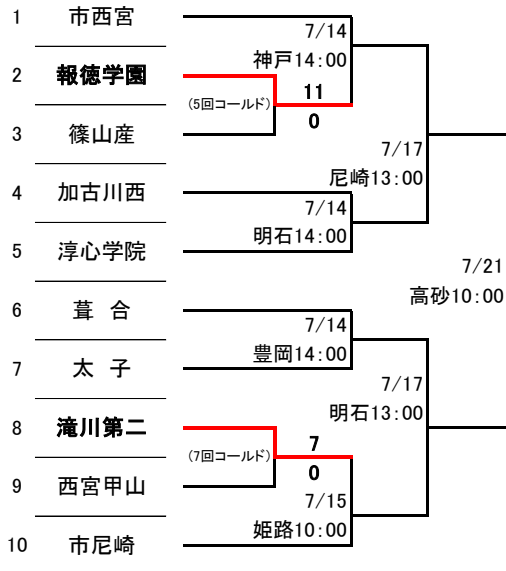 1 市西宮
7/14
神戸14:00
2 報徳学園
(5回コールド)
11
0
3 篠山産
7/17
尼崎13:00
4 加古川西
7/14
明石14:00
5 淳心学院
7/21
高砂10:00
6 葺 合
7/14
豊岡14:00
7 太 子
7/17
明石13:00
8 滝川第二
(7回コールド)
7
0
9 西宮甲山
7/15
姫路10:00
10 市尼崎